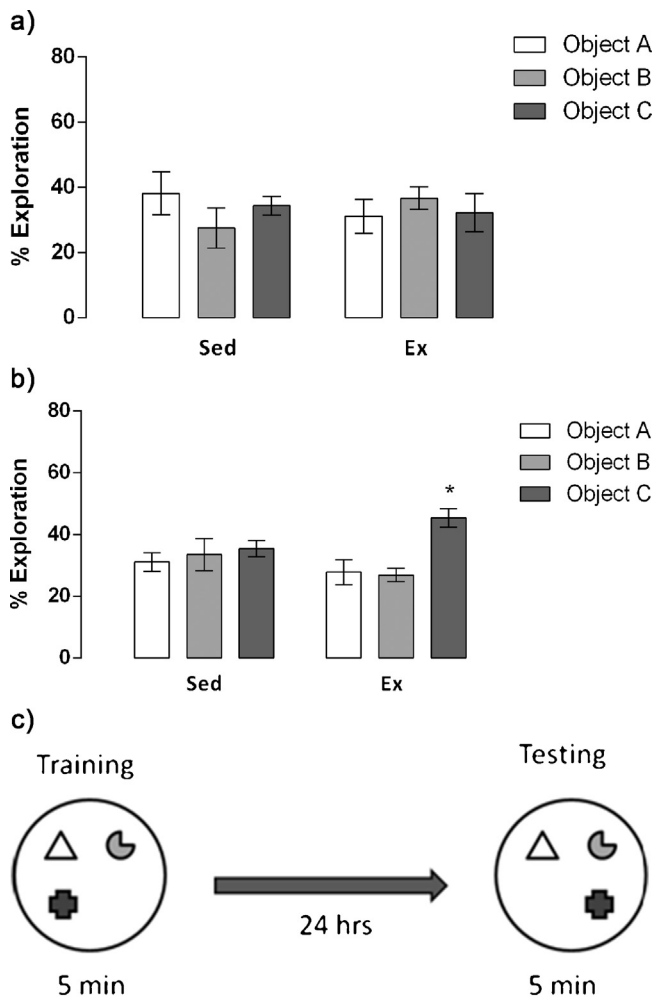 a)
80
60
40
20
0
% Exploration
Object A
Object B
Object C
Sed
Ex
b)
80
60
40
20
0
% Exploration
Object A
Object B
Object C
*
Sed
Ex
c)
Training
Testing
24 hrs
5 min
5 min